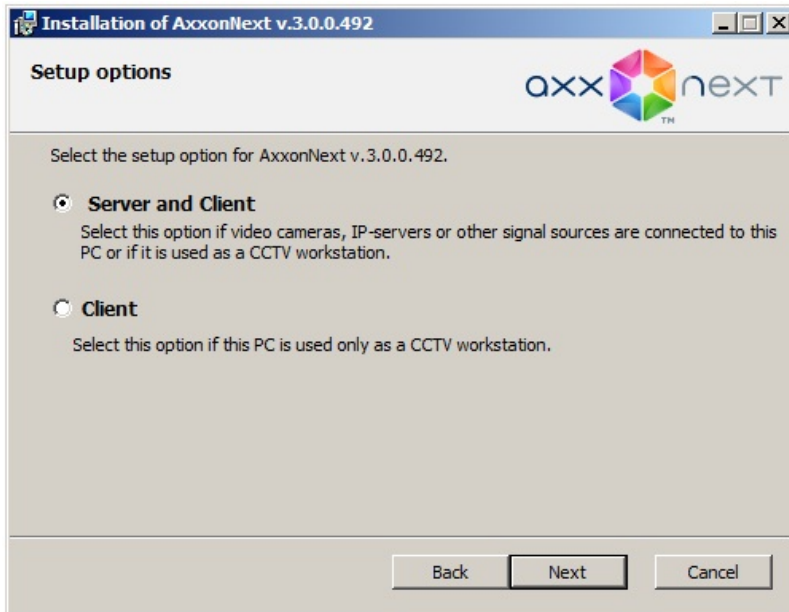 Installation of AxxonNext v.3.0.0.492
Setup options
axx next
TM
Select the setup option for AxxonNext v.3.0.0.492.
Server and Client
Select this option if video cameras, IP-servers or other signal sources are connected to this
PC or if it is used as a CCTV workstation.
Client
Select this option if this PC is used only as a CCTV workstation.
Back Next Cancel